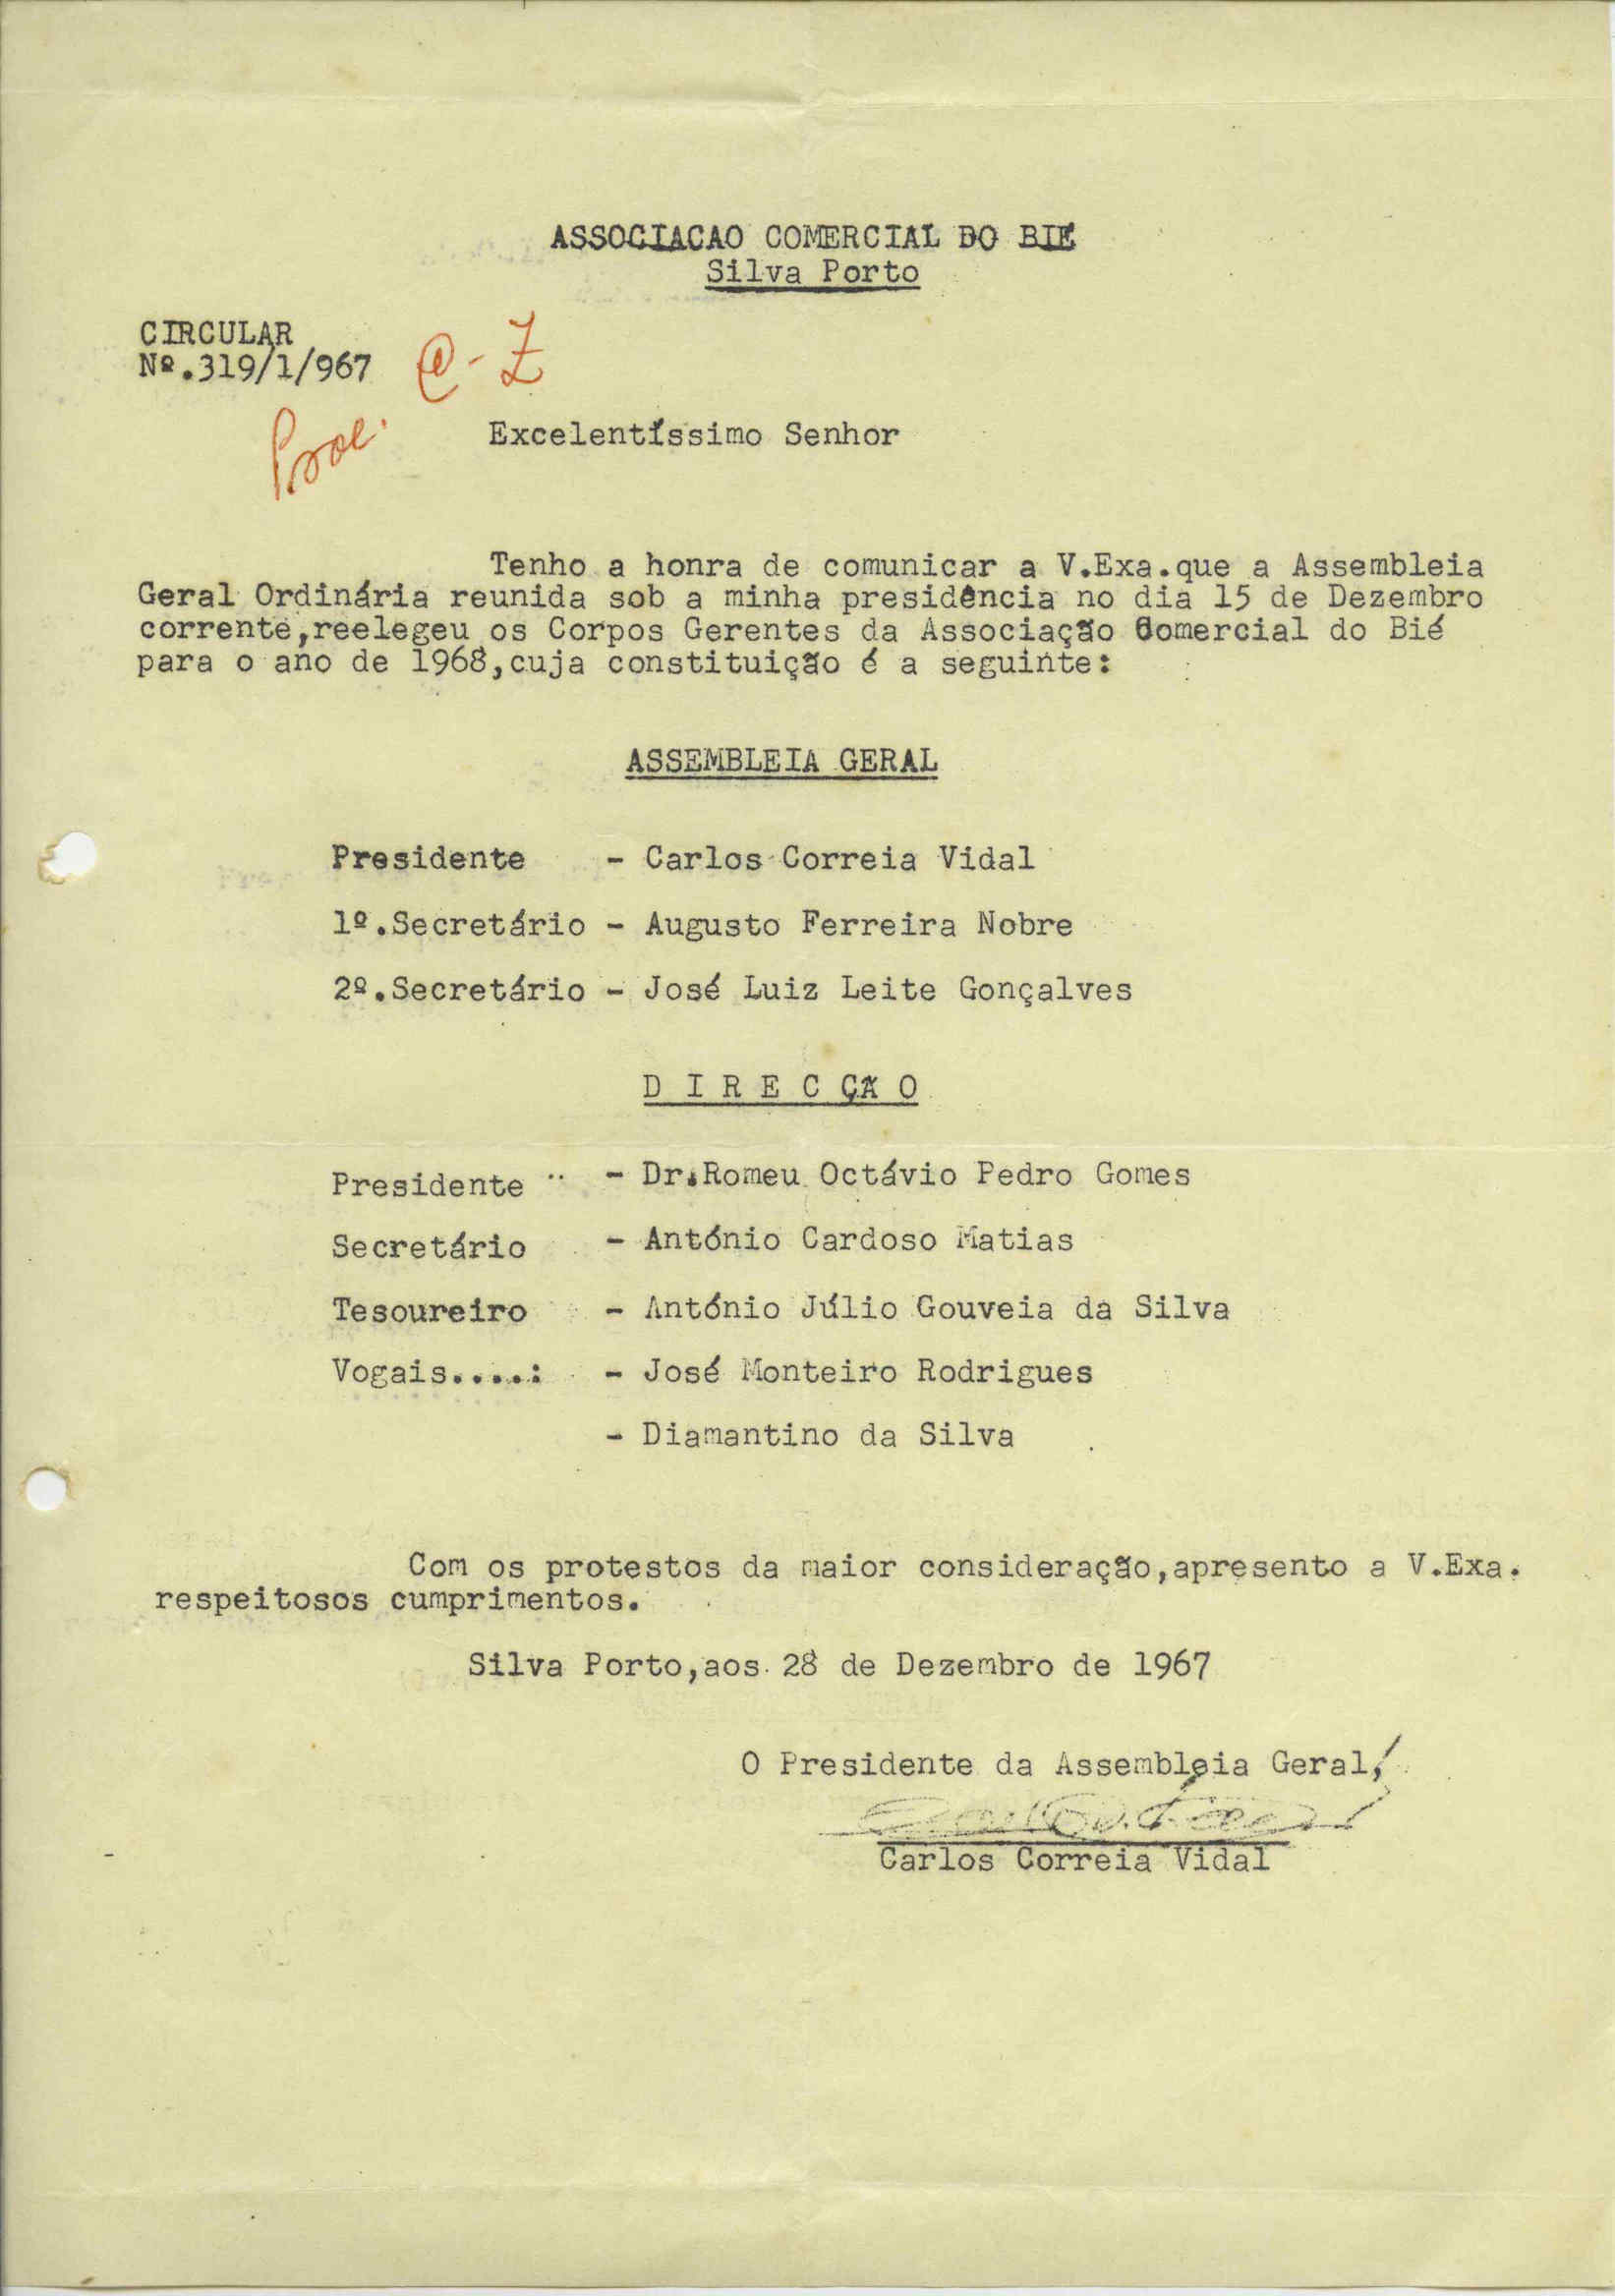 ASSOCIACAO COMERCIAL DO BIÉ
Silva Porto
CIRCULAR
Nº.319/1/967
Excelentíssimo Senhor
Tenho a honra de comunicar a V.Exa.que a Assembleia
Geral Ordinária reunida sob a minha presidência no dia 15 de Dezembro
corrente,reelegeu os Corpos Gerentes da Associação Comercial do Bié
para o ano de 1968,cuja constituição é a seguinte:
ASSEMBLEIA GERAL
Presidente - Carlos Correia Vidal
1º.Secretário - Augusto Ferreira Nobre
2º.Secretário - José Luiz Leite Gonçalves
D I R E C ÇÃ O
Presidente - Dr.Romeu Octávio Pedro Gomes
Secretário - António Cardoso Matias
Tesoureiro - António Júlio Gouveia da Silva
Vogais.....: - José Monteiro Rodrigues
- Diamantino da Silva
Com os protestos da maior consideração,apresento a V.Exa.
respeitosos cumprimentos.
Silva Porto,aos 28 de Dezembro de 1967
O Presidente da Assembleia Geral,
Carlos Correia Vidal